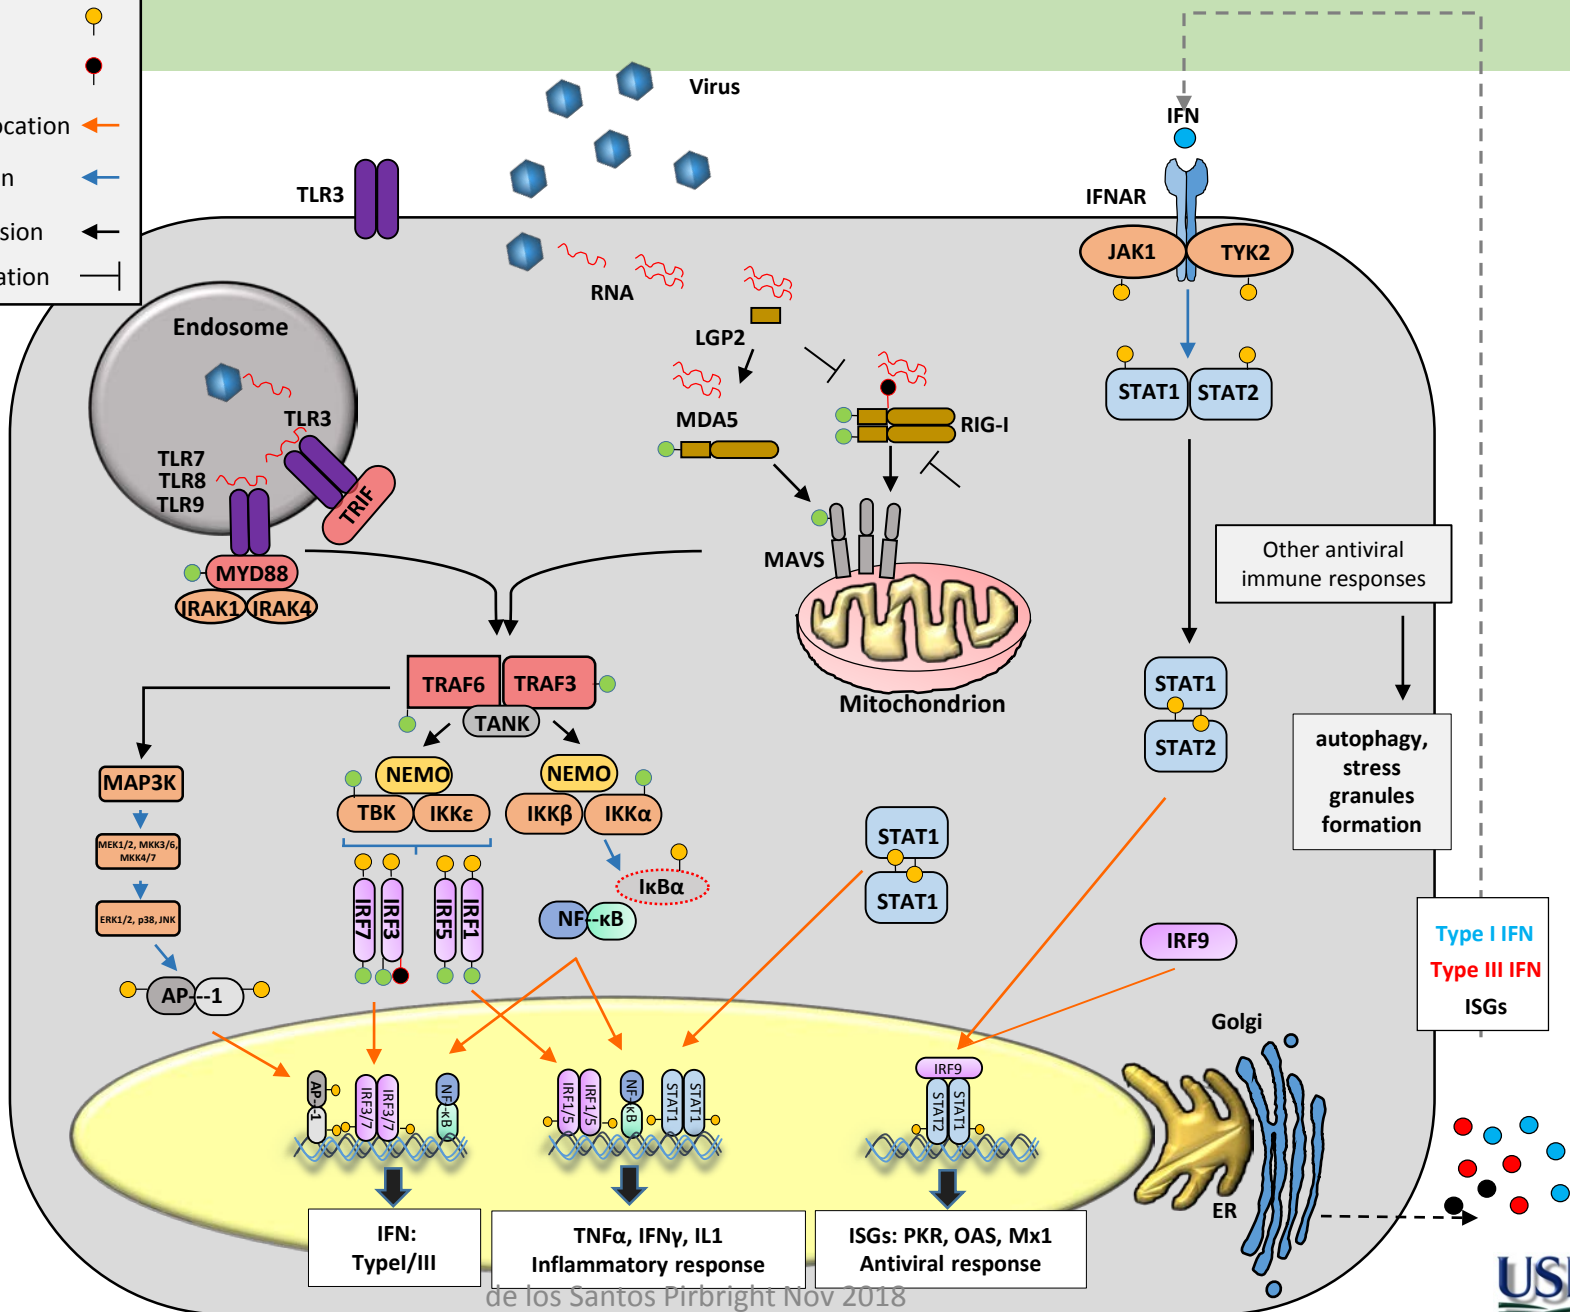 ocation
n
sion
ation
Virus
IFN
TLR3
IFNAR
JAK1
TYK2
RNA
Endosome
LGP2
STAT1
STAT2
TLR3
MDA5
RIG-I
TLR7
TLR8
TLR9
TRIF
MAVS
Other antiviral
immune responses
MYD88
IRAK1
IRAK4
TRAF6
TRAF3
TANK
Mitochondrion
STAT1
STAT2
autophagy,
stress
granules
formation
MAP3K
NEMO
NEMO
TBK
IKKε
IKKβ
IKKα
MEK1/2, MKK3/6,
MKK4/7
STAT1
STAT1
IκBα
IRF7
IRF3
IRF5
IRF1
ERK1/2, p38, JNK
NF--κB
IRF9
Type I IFN
Type III IFN
ISGs
AP---1
Golgi
AP--1
IRF3/7
IRF3/7
NF-κB
IRF1/5
IRF1/5
NF-κB
STAT1
STAT1
IRF9
STAT2
STAT1
ER
IFN:
TypeI/III
TNFα, IFNγ, IL1
Inflammatory response
ISGs: PKR, OAS, Mx1
Antiviral response
de los Santos Pirbright Nov 2018